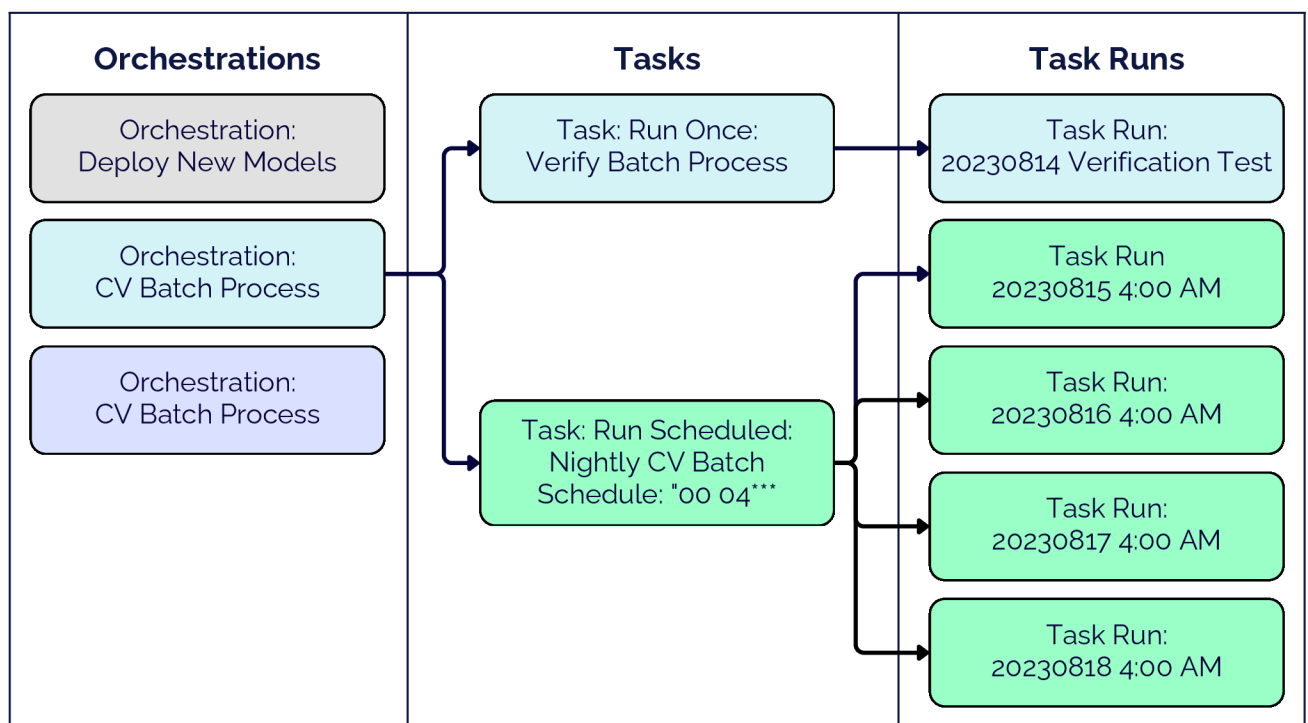 Orchestrations
Orchestration:
Deploy New Models
Orchestration:
CV Batch Process
Orchestration:
CV Batch Process
Tasks
Task: Run Once:
Verify Batch Process
Task: Run Scheduled:
Nightly CV Batch
Schedule: "00 04***
Task Runs
Task Run:
20230814 Verification Test
Task Run
20230815 4:00 AM
Task Run:
20230816 4:00 AM
Task Run:
20230817 4:00 AM
Task Run:
20230818 4:00 AM